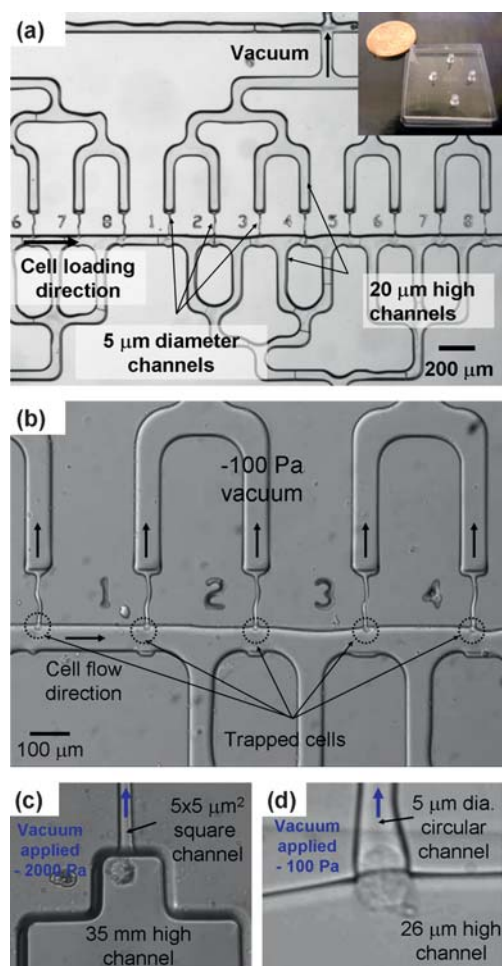 (a)
Vacuum
6 7 8 1 2 3 4 5 6 7 8
Cell loading
direction
5 μm diameter
channels
20 μm high
channels
200 μm
(b)
-100 Pa
vacuum
1 2 3 4
Cell flow
direction
Trapped cells
100 μm
(c)
Vacuum
applied
- 2000 Pa
5x5 μm²
square
channel
35 mm high
channel
(d)
Vacuum
applied
- 100 Pa
5 μm dia.
circular
channel
26 μm high
channel